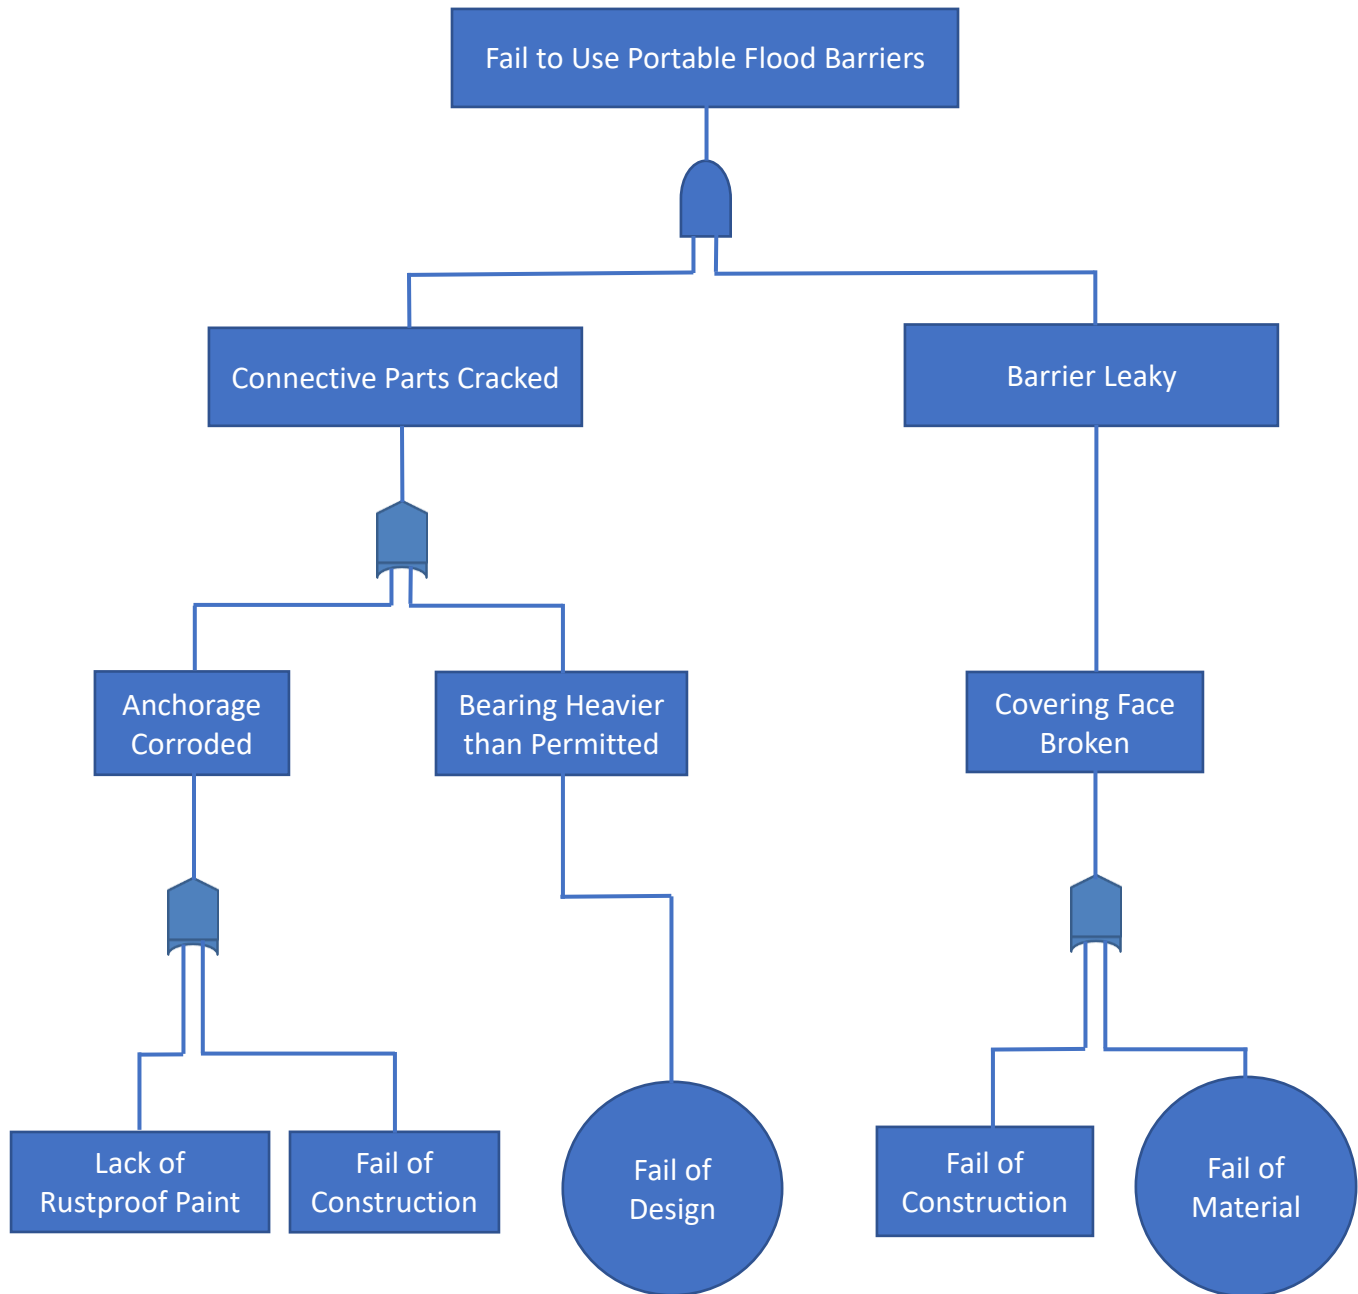 Fail to Use Portable Flood Barriers
Connective Parts Cracked
Barrier Leaky
Anchorage
Corroded
Bearing Heavier
than Permitted
Covering Face
Broken
Lack of
Rustproof Paint
Fail of
Construction
Fail of
Design
Fail of
Construction
Fail of
Material